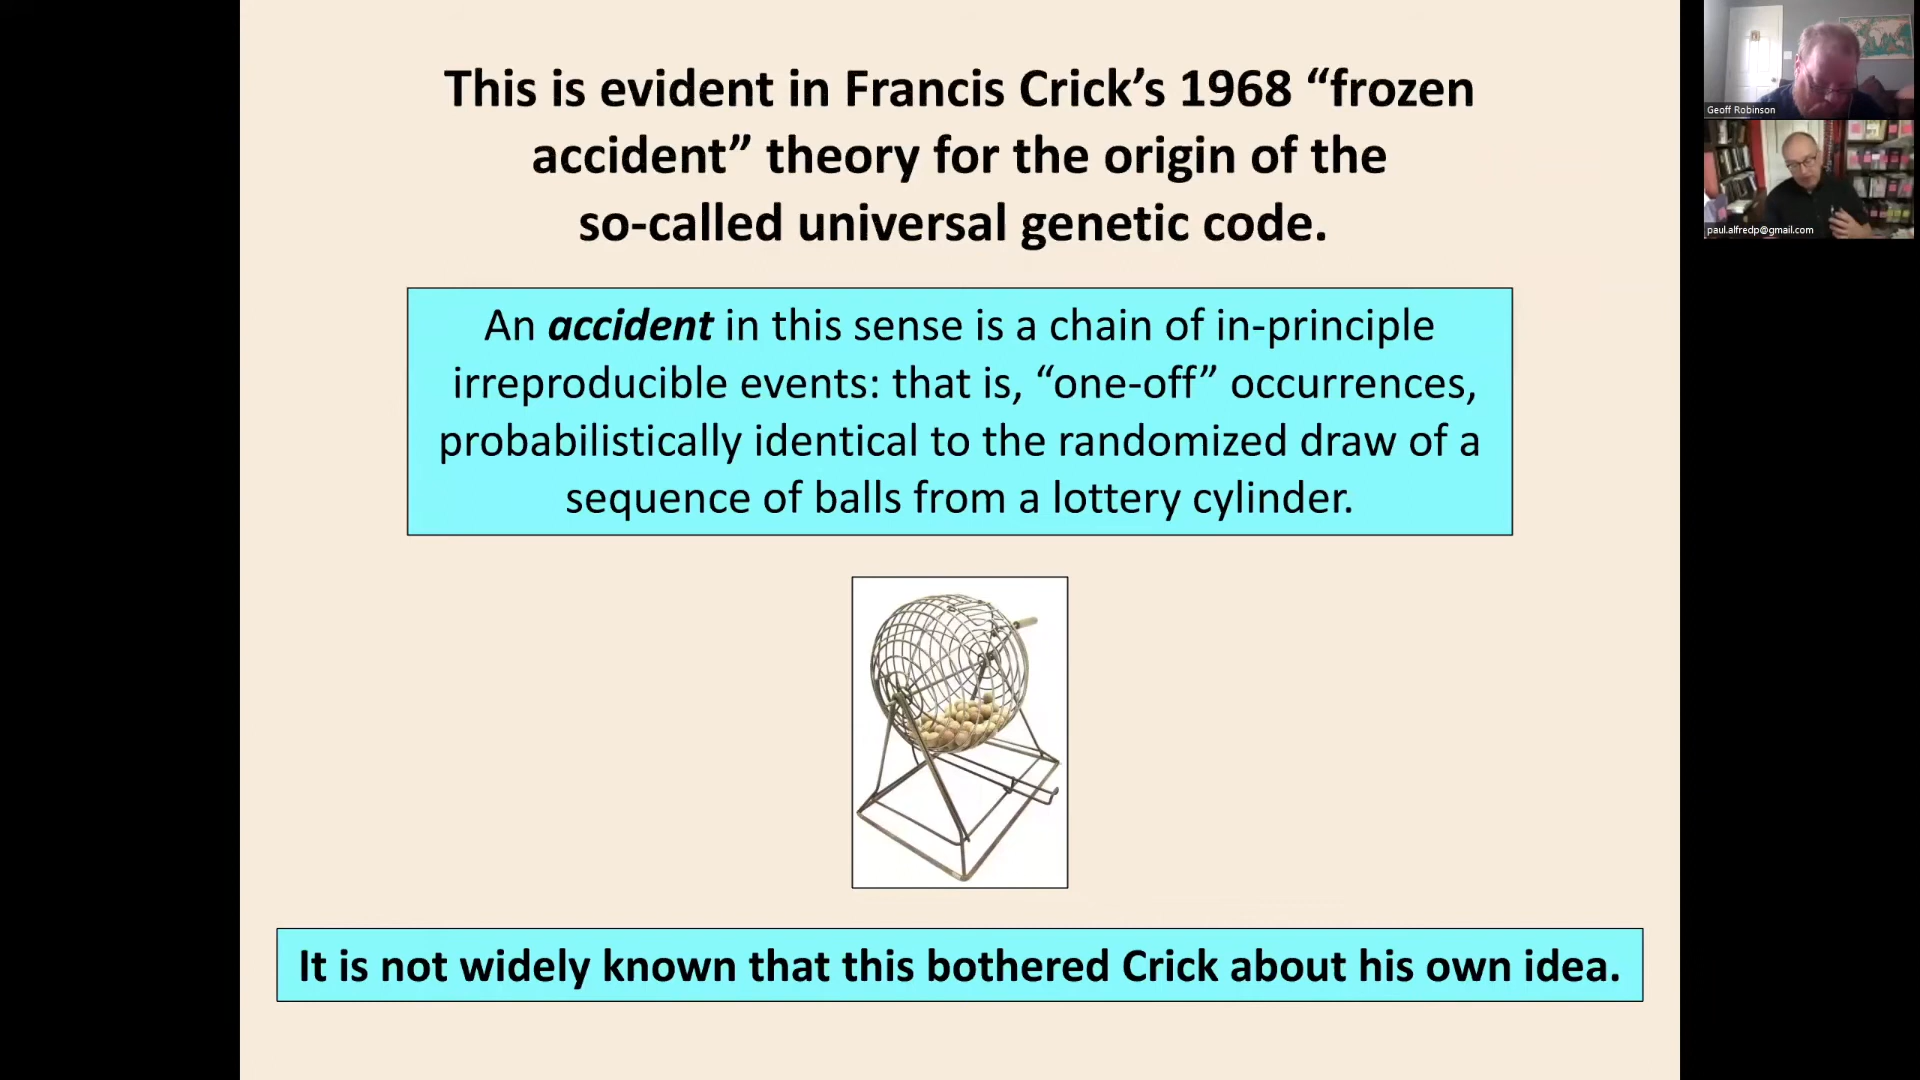 This is evident in Francis Crick’s 1968 “frozen
accident” theory for the origin of the
so-called universal genetic code.
An accident in this sense is a chain of in-principle
irreproducible events: that is, “one-off” occurrences,
probabilistically identical to the randomized draw of a
sequence of balls from a lottery cylinder.
It is not widely known that this bothered Crick about his own idea.
Geoff Robinson
paul.alfredp@gmail.com